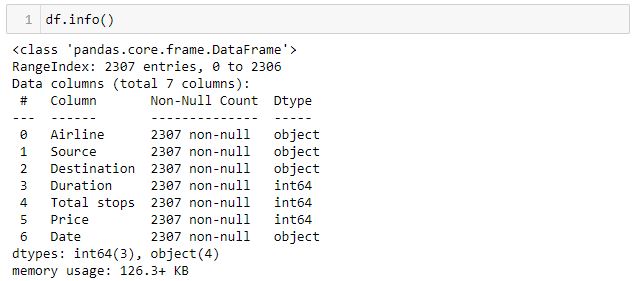 1 df.info()
<class 'pandas.core.frame.DataFrame'>
RangeIndex: 2307 entries, 0 to 2306
Data columns (total 7 columns):
 #   Column       Non-Null Count  Dtype
---  ------       --------------  -----
 0   Airline      2307 non-null   object
 1   Source       2307 non-null   object
 2   Destination  2307 non-null   object
 3   Duration     2307 non-null   int64
 4   Total stops  2307 non-null   int64
 5   Price        2307 non-null   int64
 6   Date         2307 non-null   object
dtypes: int64(3), object(4)
memory usage: 126.3+ KB